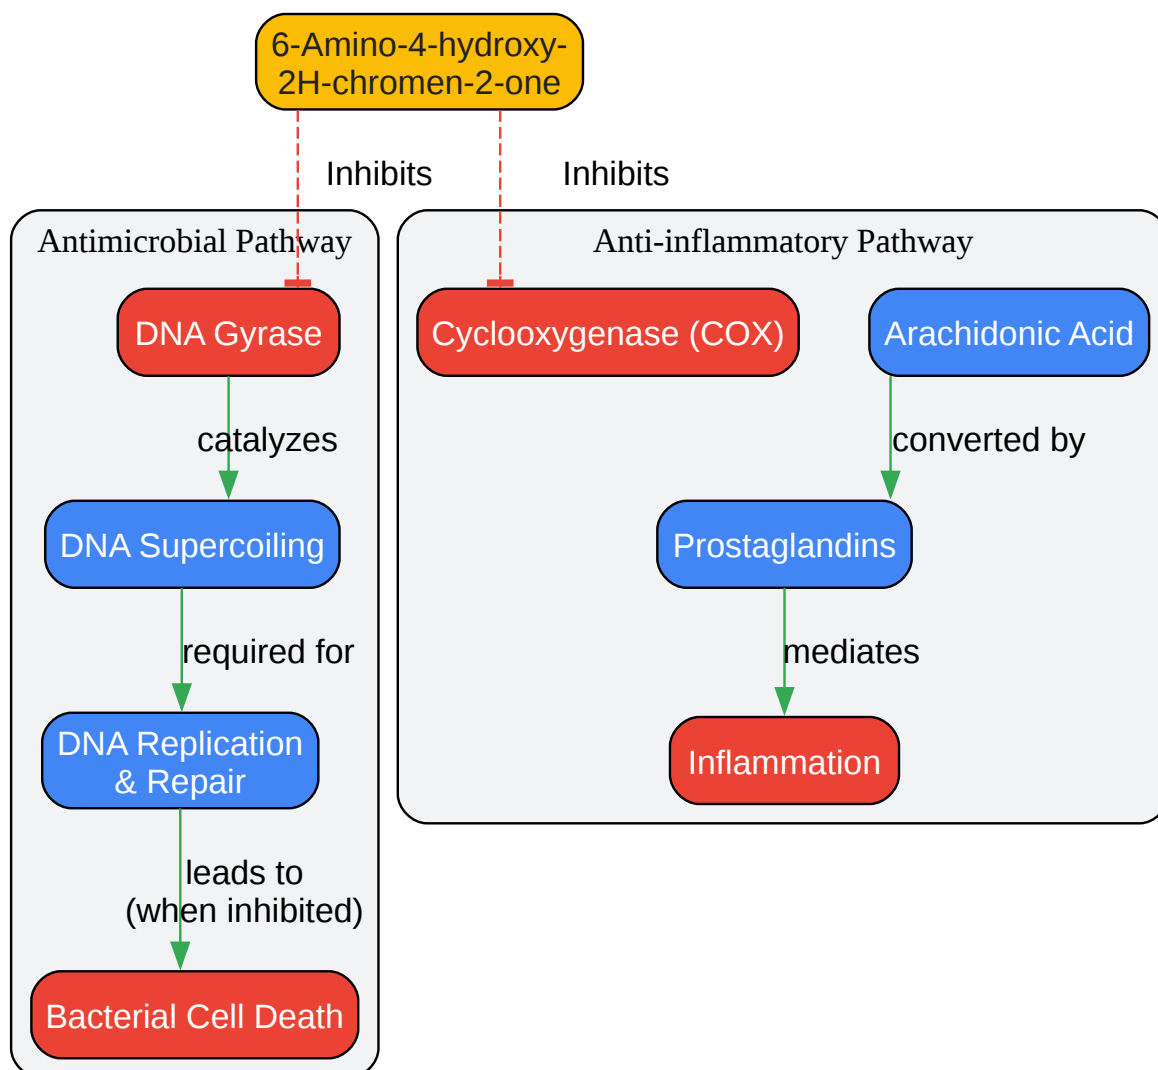 6-Amino-4-hydroxy-
2H-chromen-2-one
Inhibits
Inhibits
Antimicrobial Pathway
DNA Gyrase
catalyzes
DNA Supercoiling
required for
DNA Replication
& Repair
leads to
(when inhibited)
Bacterial Cell Death
Anti-inflammatory Pathway
Cyclooxygenase (COX)
Arachidonic Acid
converted by
Prostaglandins
mediates
Inflammation